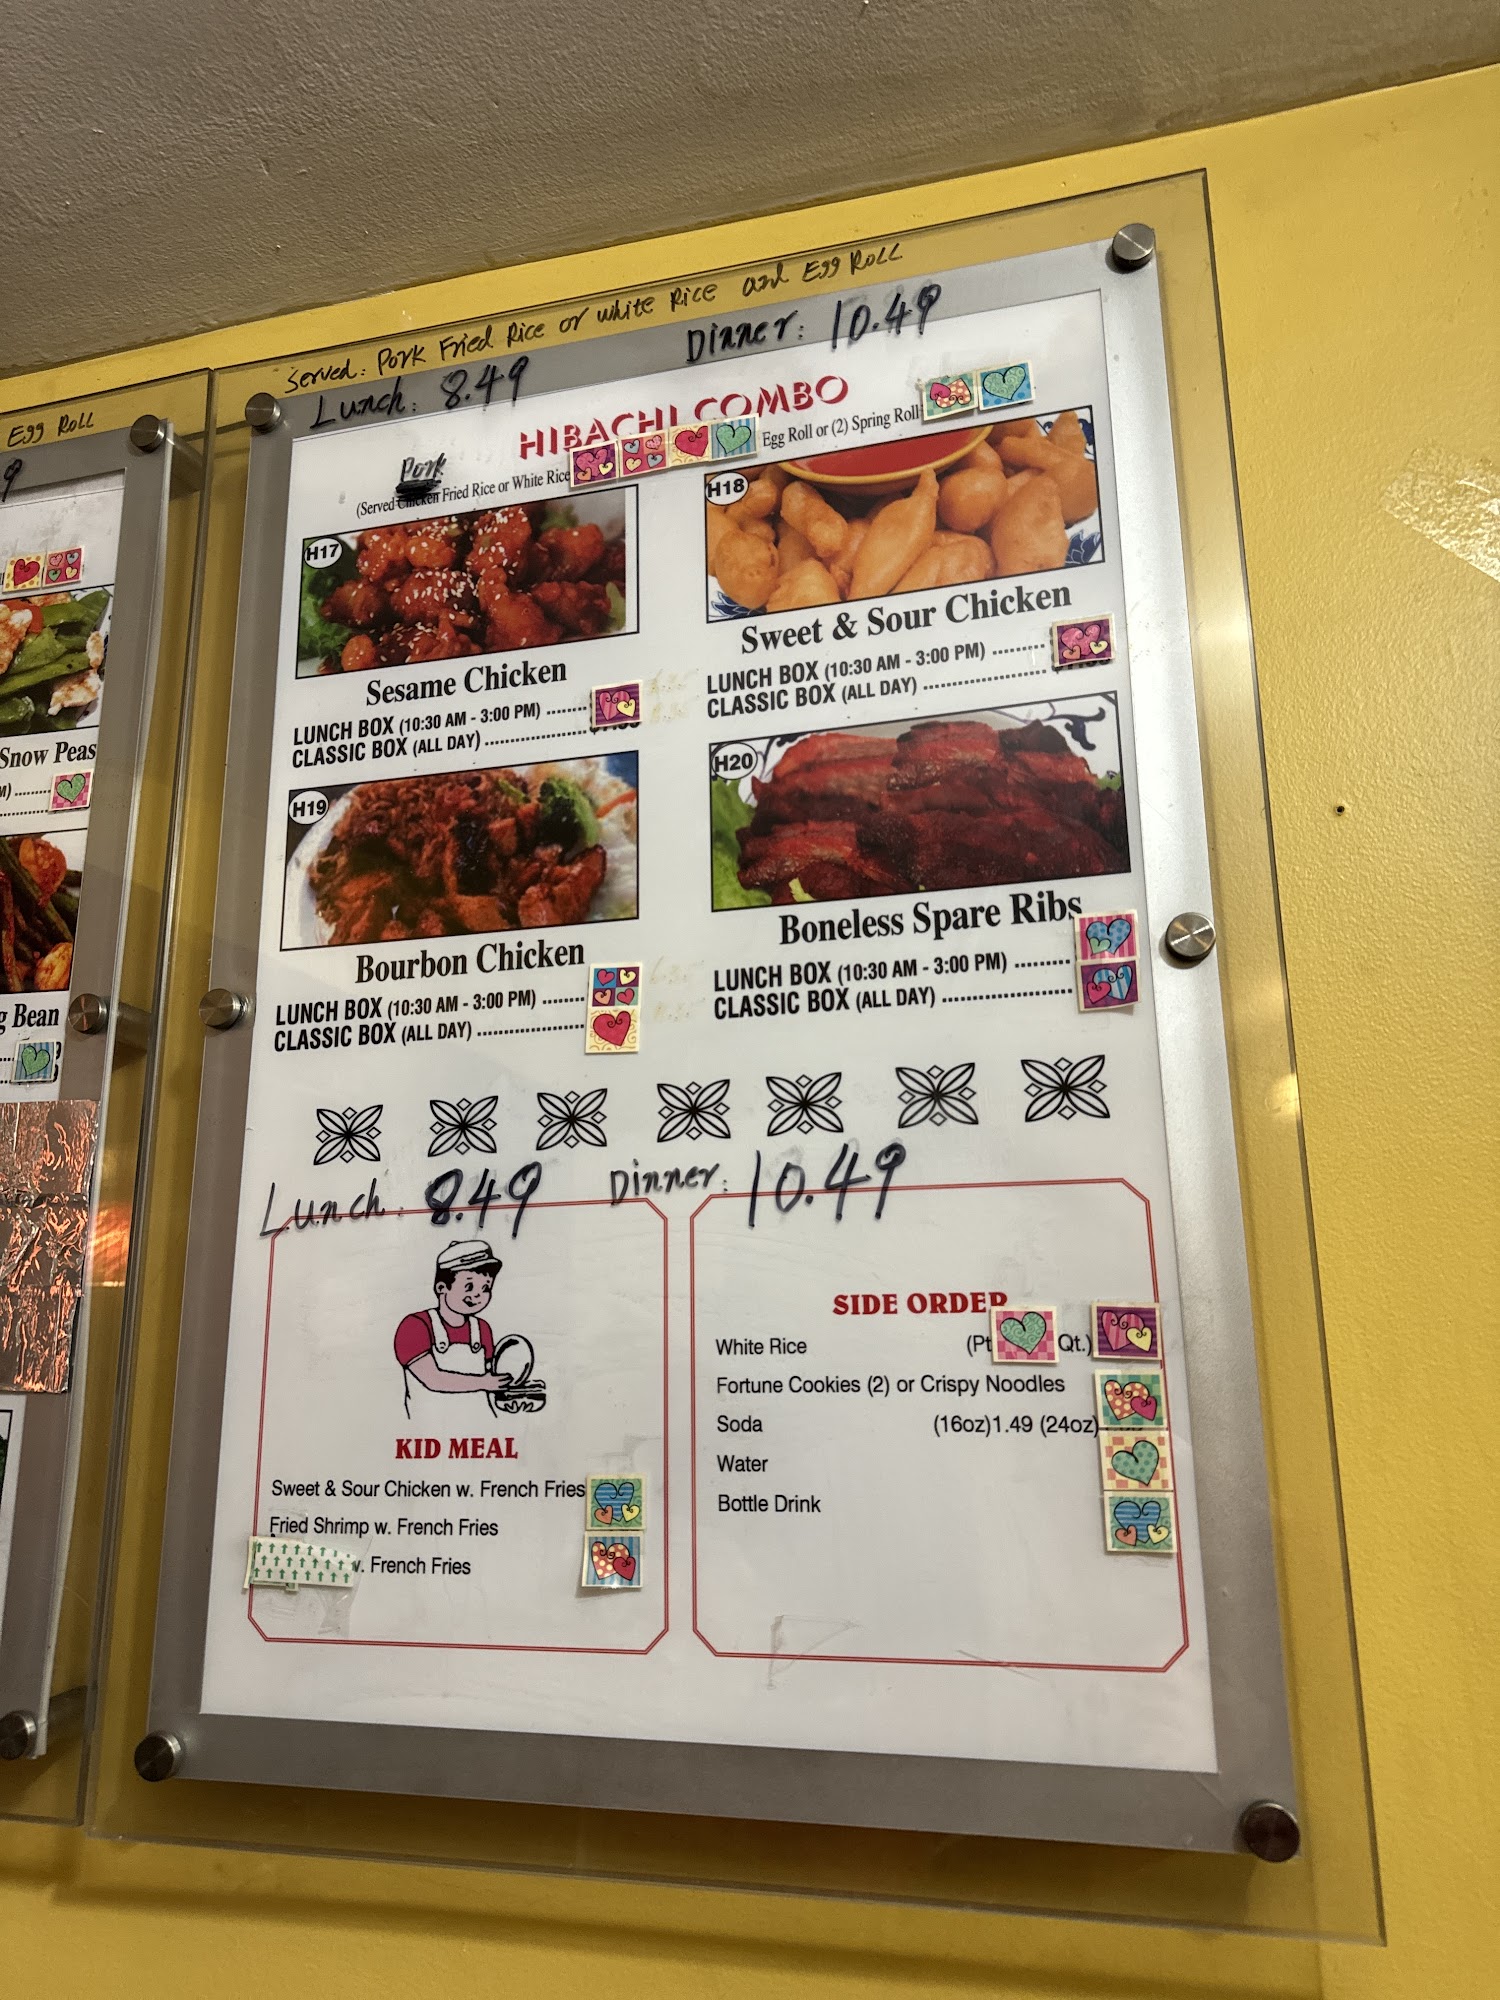 Served: Pork Fried Rice or white Rice and Egg Roll
Lunch: 8.49 Dinner: 10.49
HIBACHI COMBO
Pork
(Served Chicken Fried Rice or White Rice
Egg Roll or (2) Spring Roll
H17
H18
Sesame Chicken
LUNCH BOX (10:30 AM - 3:00 PM)
CLASSIC BOX (ALL DAY)
Sweet & Sour Chicken
LUNCH BOX (10:30 AM - 3:00 PM)
CLASSIC BOX (ALL DAY)
H19
H20
Bourbon Chicken
LUNCH BOX (10:30 AM - 3:00 PM)
CLASSIC BOX (ALL DAY)
Boneless Spare Ribs
LUNCH BOX (10:30 AM - 3:00 PM)
CLASSIC BOX (ALL DAY)
Lunch: 8.49 Dinner: 10.49
KID MEAL
Sweet & Sour Chicken w. French Fries
Fried Shrimp w. French Fries
w. French Fries
SIDE ORDER
White Rice (Pt Qt.)
Fortune Cookies (2) or Crispy Noodles
Soda (16oz)1.49 (24oz)
Water
Bottle Drink
Egg Roll
9
Snow Peas
Bean